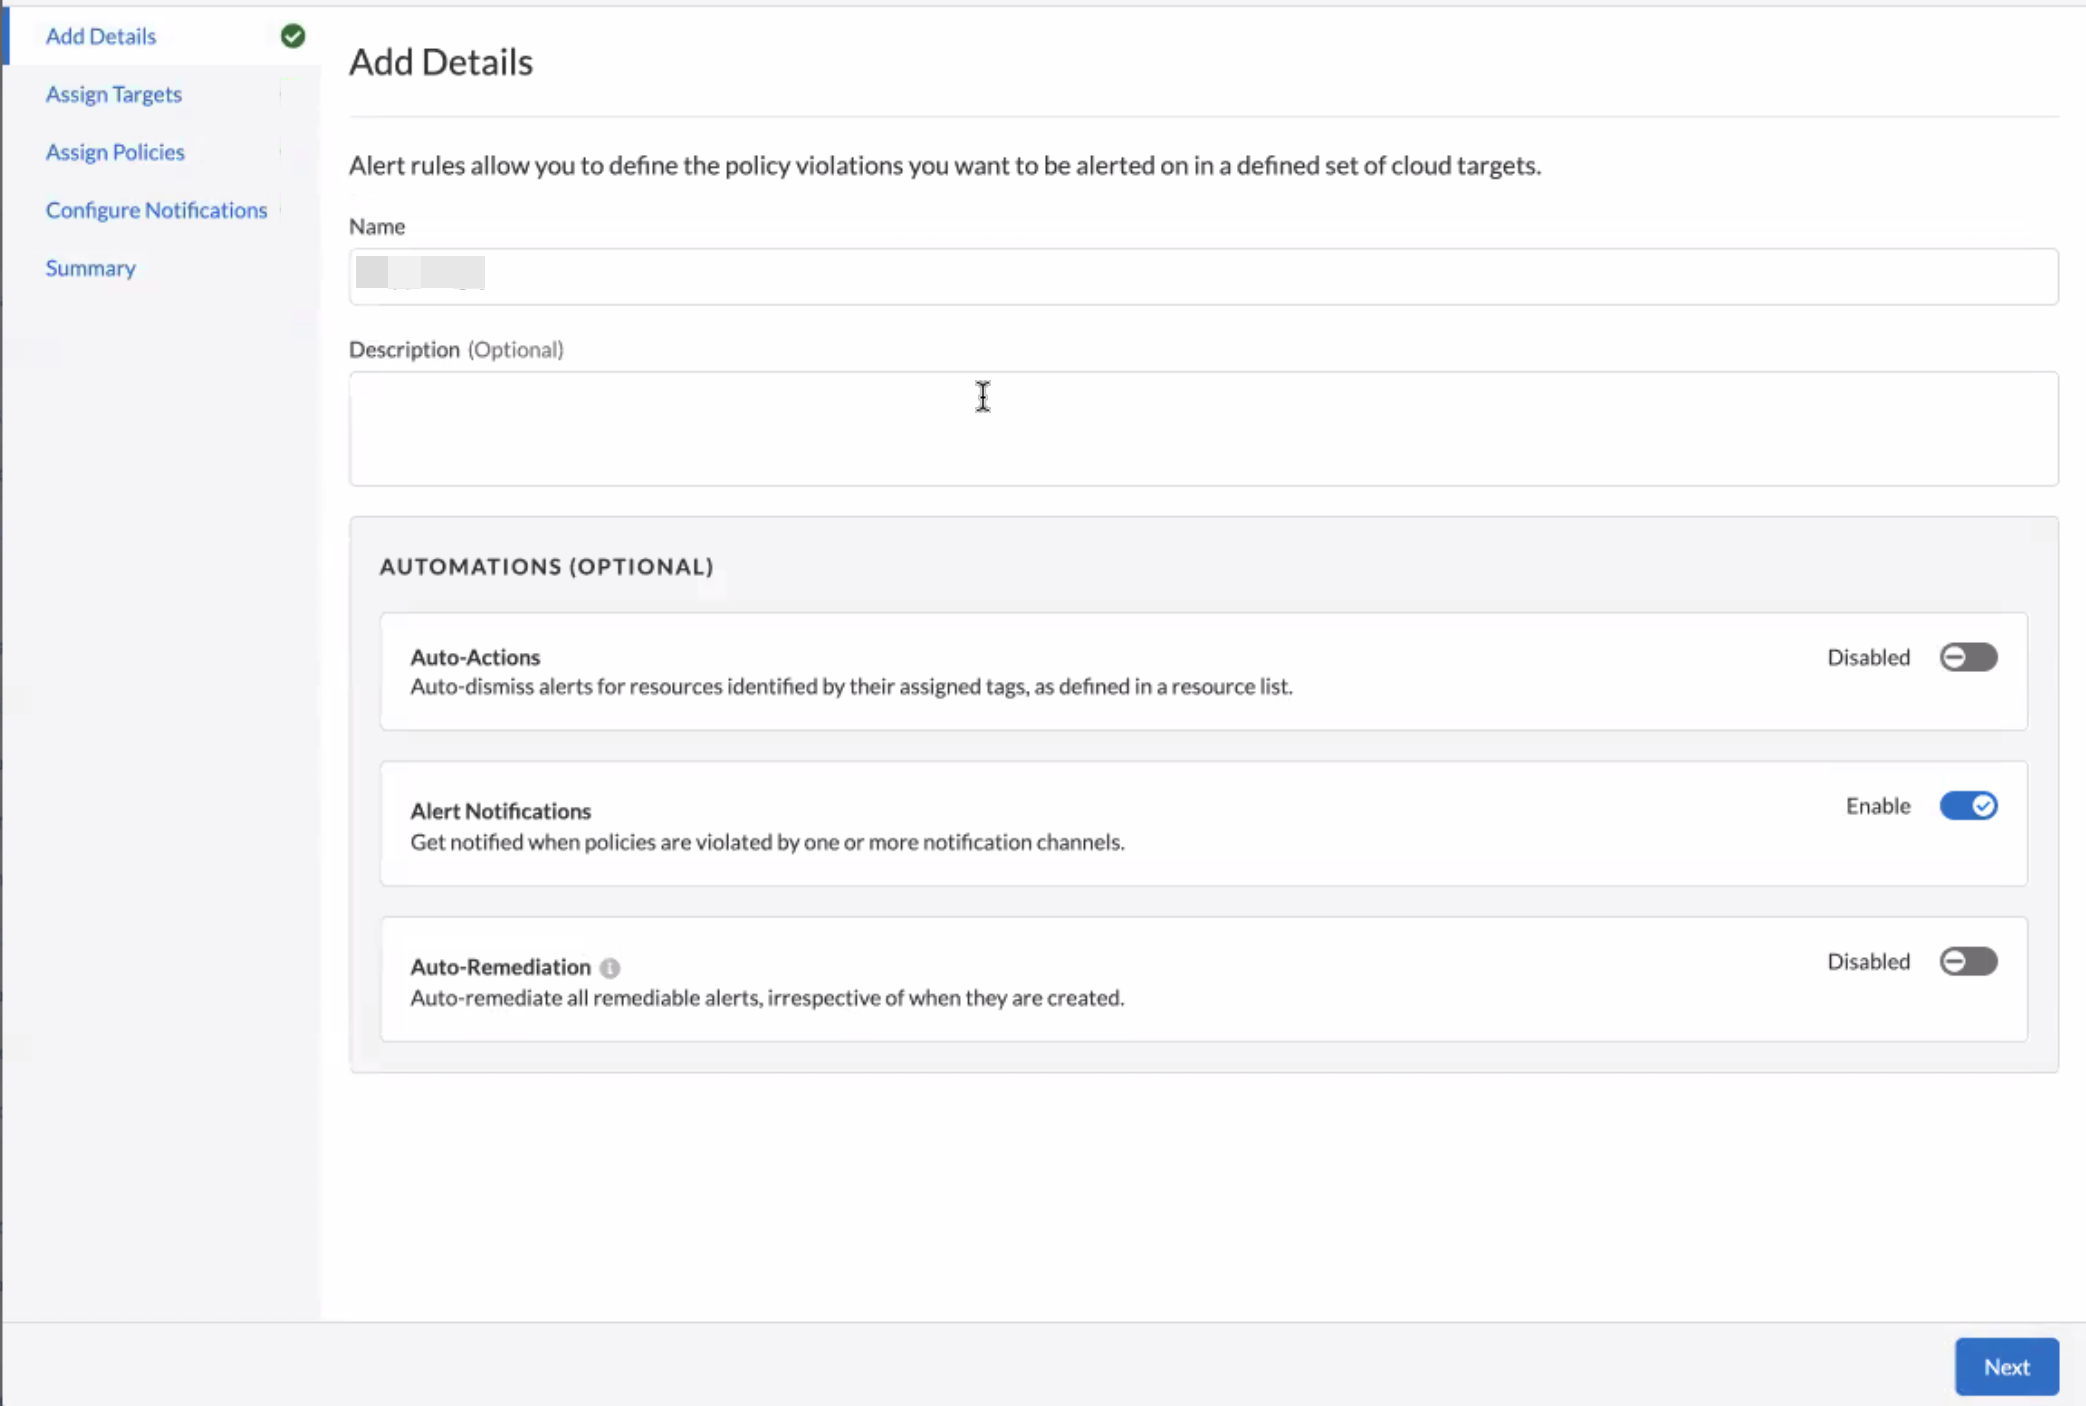 Add Details
Assign Targets
Assign Policies
Configure Notifications
Summary
Add Details
Alert rules allow you to define the policy violations you want to be alerted on in a defined set of cloud targets.
Name
Description (Optional)
AUTOMATIONS (OPTIONAL)
Auto-Actions
Disabled
Auto-dismiss alerts for resources identified by their assigned tags, as defined in a resource list.
Alert Notifications
Enable
Get notified when policies are violated by one or more notification channels.
Auto-Remediation
Disabled
Auto-remediate all remediable alerts, irrespective of when they are created.
Next